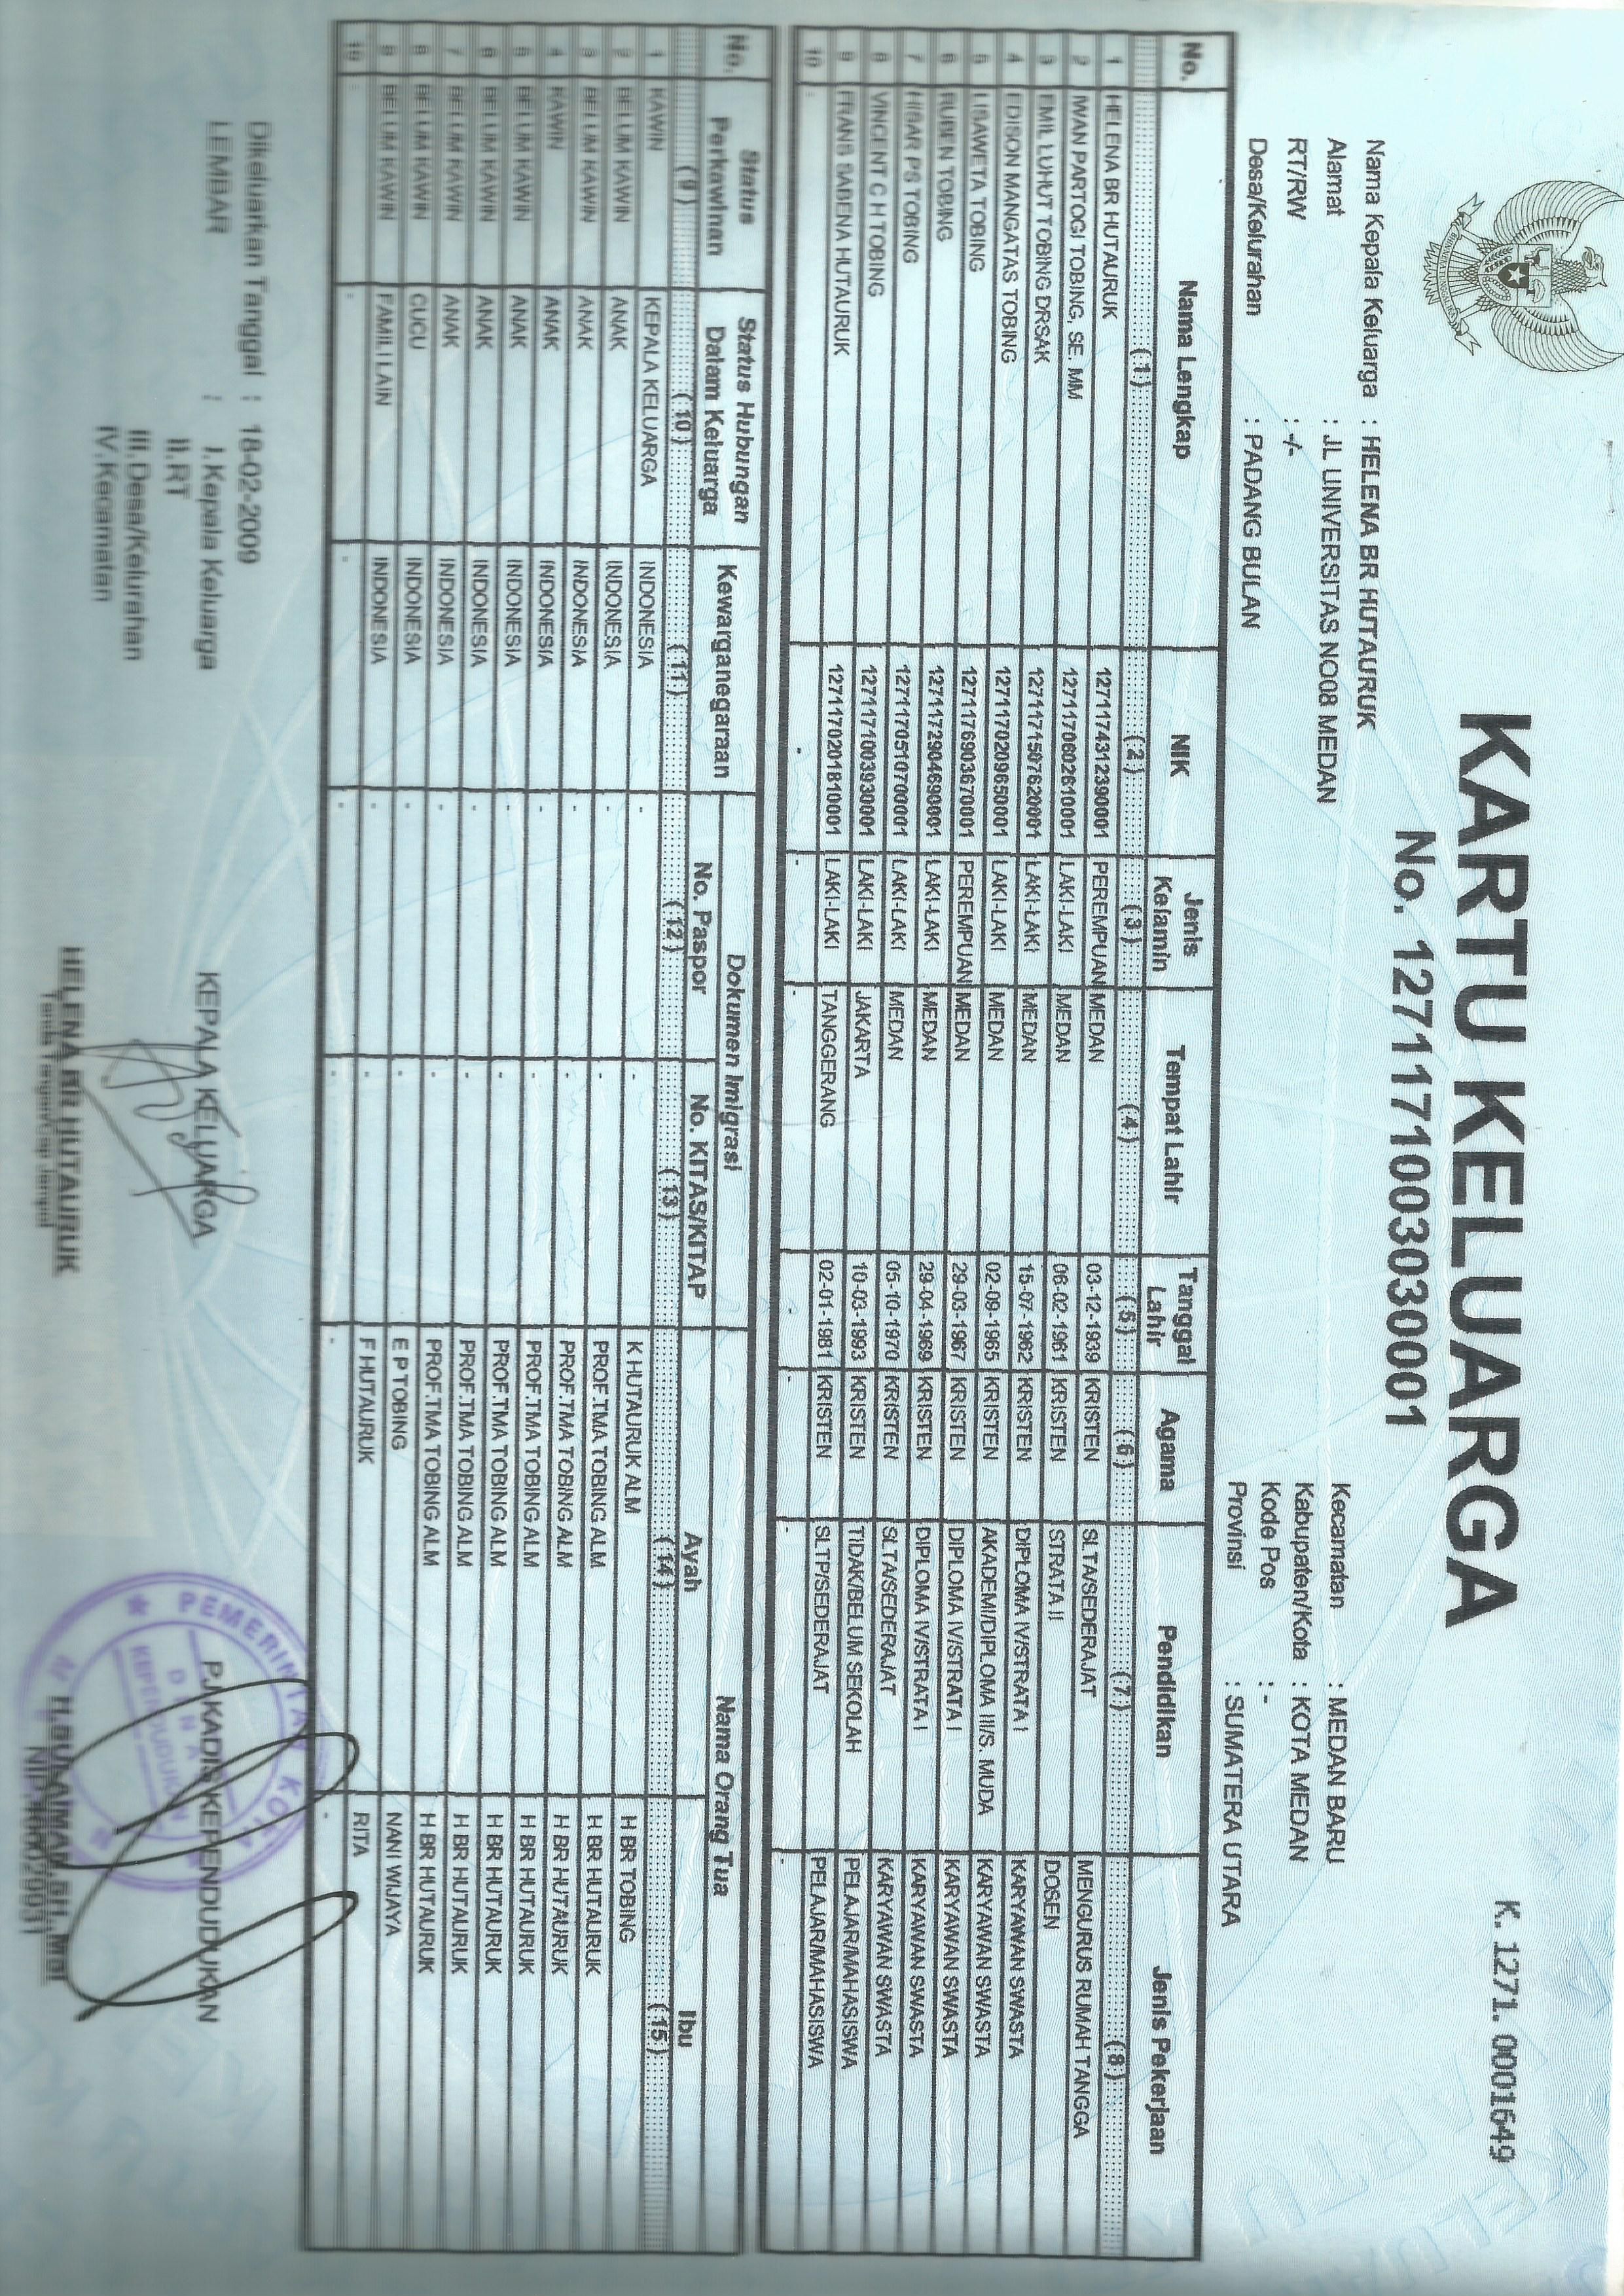 KARTU KELUARGA
No. 1271171003030001
K. 1271. 0001649
Nama Kepala Keluarga : HELENA BR HUTAURUK
Alamat : JL UNIVERSITAS NO08 MEDAN
RT/RW : -/-
Desa/Kelurahan : PADANG BULAN
Kecamatan : MEDAN BARU
Kabupaten/Kota : KOTA MEDAN
Kode Pos : -
Provinsi : SUMATERA UTARA
No. Nama Lengkap NIK Jenis Kelamin Tempat Lahir Tanggal Lahir Agama Pendidikan Jenis Pekerjaan
(1) (2) (3) (4) (5) (6) (7) (8)
1 HELENA BR HUTAURUK 1271174312390001 PEREMPUAN MEDAN 03-12-1939 KRISTEN SLTA/SEDERAJAT MENGURUS RUMAH TANGGA
2 IWAN PARTOGI TOBING, SE. MM 1271170602610001 LAKI-LAKI MEDAN 06-02-1961 KRISTEN STRATA II DOSEN
3 EMIL LUHUT TOBING DRSAK 1271171507620001 LAKI-LAKI MEDAN 15-07-1962 KRISTEN DIPLOMA IV/STRATA I KARYAWAN SWASTA
4 EDISON MANGATAS TOBING 1271170209650001 LAKI-LAKI MEDAN 02-09-1965 KRISTEN AKADEMI/DIPLOMA III/S. MUDA KARYAWAN SWASTA
5 LISAWETA TOBING 1271176903670001 PEREMPUAN MEDAN 29-03-1967 KRISTEN DIPLOMA IV/STRATA I KARYAWAN SWASTA
6 RUBEN TOBING 1271172904690001 LAKI-LAKI MEDAN 29-04-1969 KRISTEN DIPLOMA IV/STRATA I KARYAWAN SWASTA
7 HISAR PS TOBING 1271170510700001 LAKI-LAKI MEDAN 05-10-1970 KRISTEN SLTA/SEDERAJAT KARYAWAN SWASTA
8 VINCENT C H TOBING 1271171003930001 LAKI-LAKI JAKARTA 10-03-1993 KRISTEN TIDAK/BELUM SEKOLAH PELAJAR/MAHASISWA
9 FRANS SABENA HUTAURUK 1271170201810001 LAKI-LAKI TANGGERANG 02-01-1981 KRISTEN SLTP/SEDERAJAT PELAJAR/MAHASISWA
10 - - - - - - - -
No. Status Perkawinan Status Hubungan Dalam Keluarga Kewarganegaraan Dokumen Imigrasi Nama Orang Tua
No. Paspor No. KITAS/KITAP Ayah Ibu
(9) (10) (11) (12) (13) (14) (15)
1 KAWIN KEPALA KELUARGA INDONESIA - - K HUTAURUK ALM H BR TOBING
2 BELUM KAWIN ANAK INDONESIA - - PROF.TMA TOBING ALM H BR HUTAURUK
3 BELUM KAWIN ANAK INDONESIA - - PROF.TMA TOBING ALM H BR HUTAURUK
4 KAWIN ANAK INDONESIA - - PROF.TMA TOBING ALM H BR HUTAURUK
5 BELUM KAWIN ANAK INDONESIA - - PROF.TMA TOBING ALM H BR HUTAURUK
6 BELUM KAWIN ANAK INDONESIA - - PROF.TMA TOBING ALM H BR HUTAURUK
7 BELUM KAWIN ANAK INDONESIA - - PROF.TMA TOBING ALM H BR HUTAURUK
8 BELUM KAWIN CUCU INDONESIA - - E P TOBING NANI WIJAYA
9 BELUM KAWIN FAMILI LAIN INDONESIA - - F HUTAURUK RITA
10 - - - - - - -
Dikeluarkan Tanggal : 18-02-2009
LEMBAR : I.Kepala Keluarga
II.RT
III.Desa/Kelurahan
IV.Kecamatan
KEPALA KELUARGA
HELENA BR HUTAURUK
Tanda Tangan/Cap Jempol
PJ.KADIS KEPENDUDUKAN
PEMERINTAH KOTA
KEPENDUDUKAN